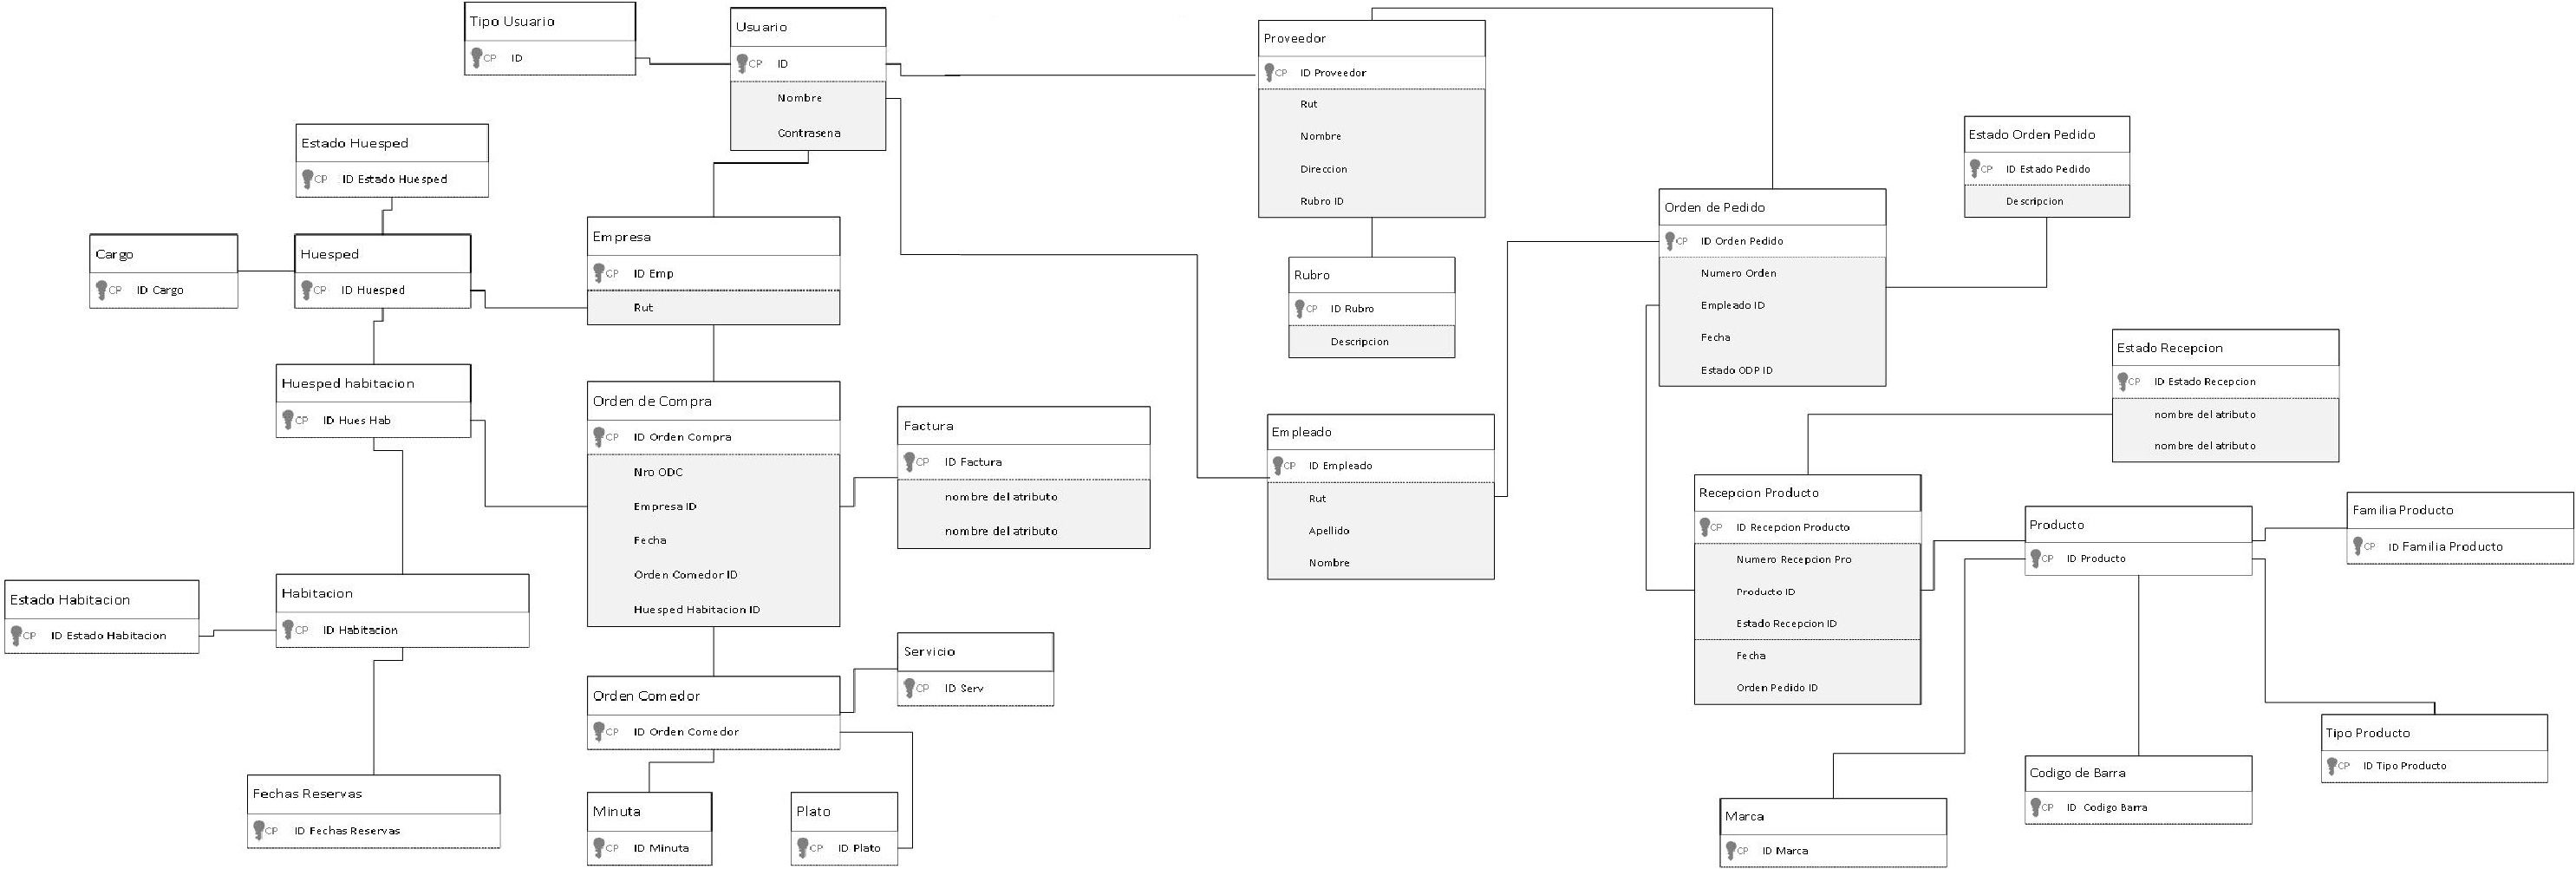 Tipo Usuario
CP ID
Usuario
CP ID
Nombre
Contrasena
Proveedor
CP ID Proveedor
Rut
Nombre
Direccion
Rubro ID
Estado Orden Pedido
CP ID Estado Pedido
Descripcion
Estado Huesped
CP ID Estado Huesped
Orden de Pedido
CP ID Orden Pedido
Numero Orden
Empleado ID
Fecha
Estado ODP ID
Cargo
CP ID Cargo
Huesped
CP ID Huesped
Empresa
CP ID Emp
Rut
Rubro
CP ID Rubro
Descripcion
Estado Recepcion
CP ID Estado Recepcion
nombre del atributo
nombre del atributo
Huesped habitacion
CP ID Hues Hab
Orden de Compra
CP ID Orden Compra
Nro ODC
Empresa ID
Fecha
Orden Comedor ID
Huesped Habitacion ID
Factura
CP ID Factura
nombre del atributo
nombre del atributo
Empleado
CP ID Empleado
Rut
Apellido
Nombre
Recepcion Producto
CP ID Recepcion Producto
Numero Recepcion Pro
Producto ID
Estado Recepcion ID
Fecha
Orden Pedido ID
Producto
CP ID Producto
Familia Producto
CP ID Familia Producto
Estado Habitacion
CP ID Estado Habitacion
Habitacion
CP ID Habitacion
Servicio
CP ID Serv
Orden Comedor
CP ID Orden Comedor
Tipo Producto
CP ID Tipo Producto
Codigo de Barra
CP ID Codigo Barra
Fechas Reservas
CP ID Fechas Reservas
Minuta
CP ID Minuta
Plato
CP ID Plato
Marca
CP ID Marca